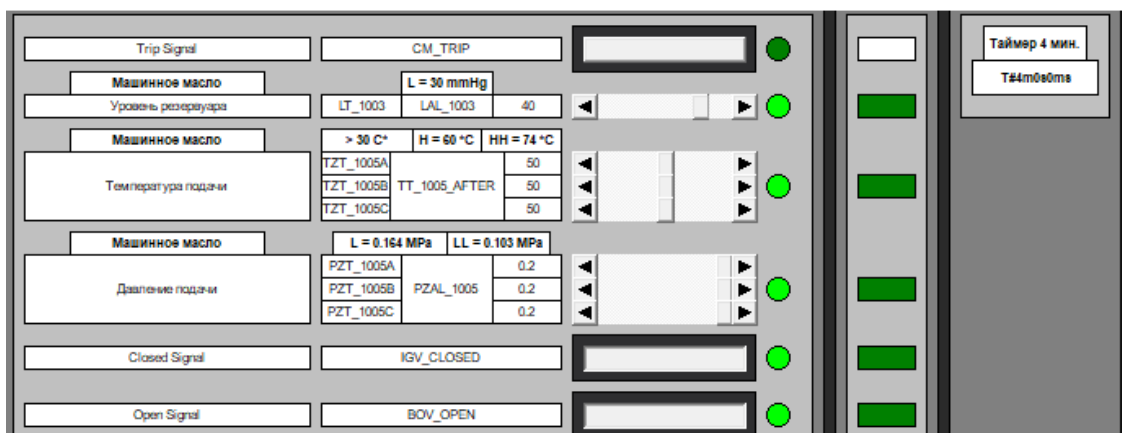 Trip Signal CM_TRIP Таймер 4 мин.
T#4m0s0ms
Машинное масло L = 30 mmHg
Уровень резервуара LT_1003 LAL_1003 40
Машинное масло > 30 C* H = 60 *C HH = 74 *C
TZT_1005A 50
Температура подачи TZT_1005B TT_1005_AFTER 50
TZT_1005C 50
Машинное масло L = 0.164 MPa LL = 0.103 MPa
PZT_1005A 0.2
Давление подачи PZT_1005B PZAL_1005 0.2
PZT_1005C 0.2
Closed Signal IGV_CLOSED
Open Signal BOV_OPEN